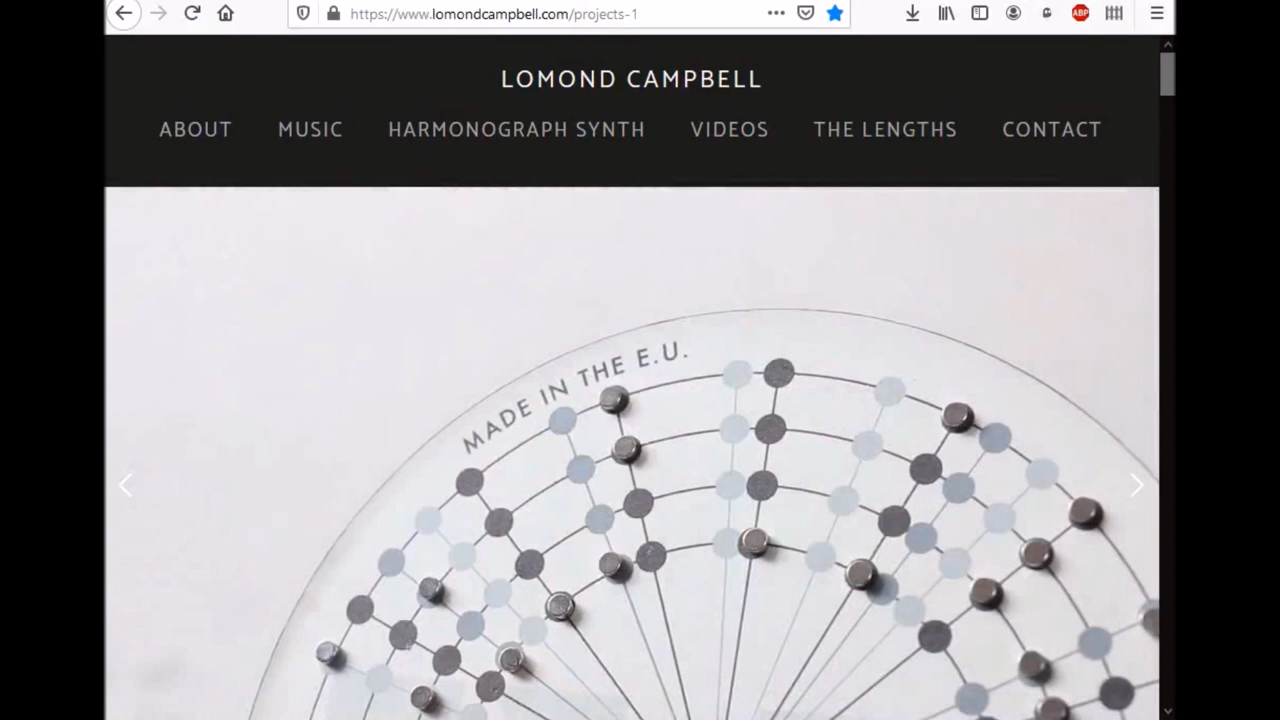 https://www.lomondcampbell.com/projects-1
ABP
LOMOND CAMPBELL
ABOUT MUSIC HARMONOGRAPH SYNTH VIDEOS THE LENGTHS CONTACT
MADE IN THE E.U.